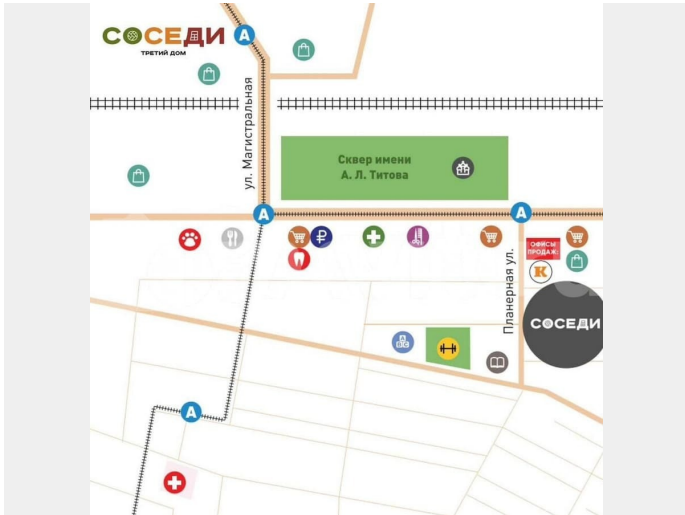 СОСЕДИ
ТРЕТИЙ ДОМ
А
ул. Магистральная
Сквер имени
А. Л. Титова
А
А
₽
ОФИСЫ
ПРОДАЖ:
К
Планерная ул.
СОСЕДИ
А